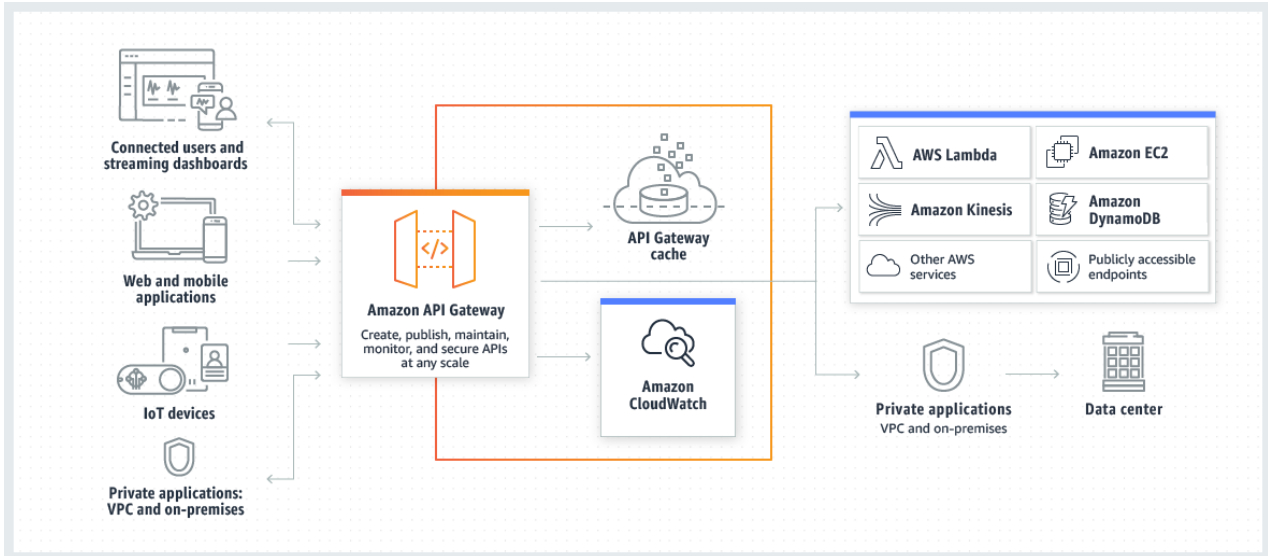 Connected users and
streaming dashboards
Web and mobile
applications
IoT devices
Private applications:
VPC and on-premises
</>
Amazon API Gateway
Create, publish, maintain,
monitor, and secure APIs
at any scale
API Gateway
cache
Amazon
CloudWatch
AWS Lambda
Amazon EC2
Amazon Kinesis
Amazon
DynamoDB
Other AWS
services
Publicly accessible
endpoints
Private applications
VPC and on-premises
Data center